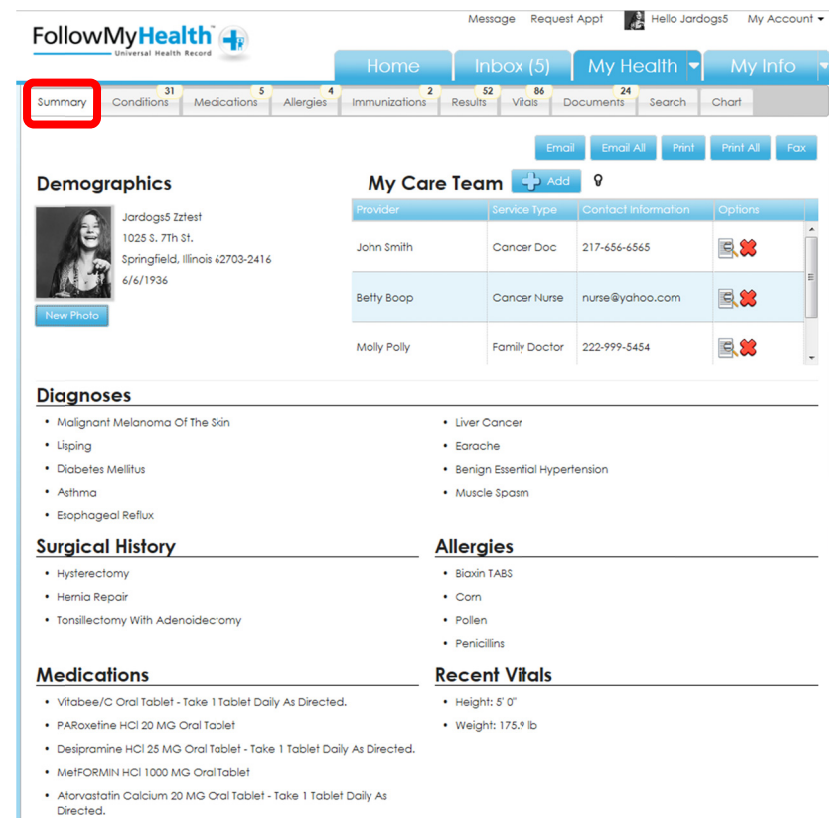 Message Request Appt Hello Jardogs5 My Account
FollowMyHealth™
Universal Health Record
Home Inbox (5) My Health My Info
31 5 4 2 52 86 24
Summary Conditions Medications Allergies Immunizations Results Vitals Documents Search Chart
Email Email All Print Print All Fax
Demographics
Jardogs5 Zztest
1025 S. 7Th St.
Springfield, Illinois 62703-2416
6/6/1936
New Photo
My Care Team Add
Provider Service Type Contact Information Options
John Smith Cancer Doc 217-656-6565
Betty Boop Cancer Nurse nurse@yahoo.com
Molly Polly Family Doctor 222-999-5454
Diagnoses
• Malignant Melanoma Of The Skin
• Lisping
• Diabetes Mellitus
• Asthma
• Esophageal Reflux
• Liver Cancer
• Earache
• Benign Essential Hypertension
• Muscle Spasm
Surgical History
• Hysterectomy
• Hernia Repair
• Tonsillectomy With Adenoidectomy
Allergies
• Biaxin TABS
• Corn
• Pollen
• Penicillins
Medications
• Vitabee/C Oral Tablet - Take 1 Tablet Daily As Directed.
• PARoxetine HCl 20 MG Oral Tablet
• Desipramine HCl 25 MG Oral Tablet - Take 1 Tablet Daily As Directed.
• MetFORMIN HCl 1000 MG Oral Tablet
• Atorvastatin Calcium 20 MG Oral Tablet - Take 1 Tablet Daily As
Directed.
Recent Vitals
• Height: 5' 0"
• Weight: 175.9 lb